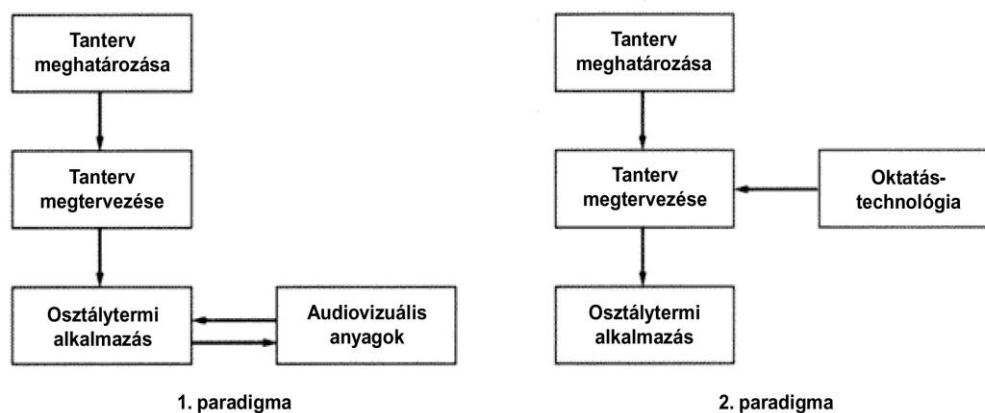 Tanterv
meghatározása
Tanterv
megtervezése
Osztálytermi
alkalmazás
Audiovizuális
anyagok
1. paradigma
Tanterv
meghatározása
Tanterv
megtervezése
Oktatás-
technológia
Osztálytermi
alkalmazás
2. paradigma